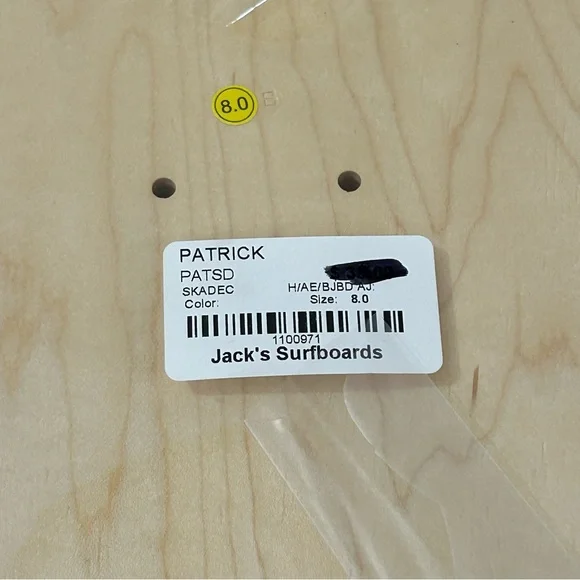 8.0
PATRICK
PATSD
SKADEC H/AE/BJBD AJ:
Color: Size: 8.0
1100971
Jack's Surfboards